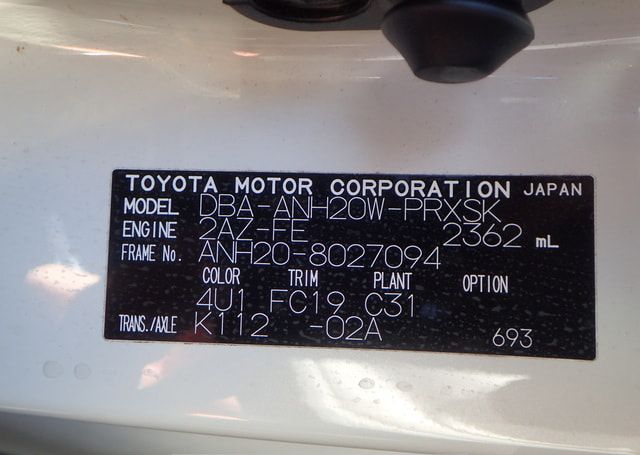 TOYOTA MOTOR CORPORATION JAPAN
MODEL DBA-ANH20W-PRXSK
ENGINE 2AZ-FE 2362 mL
FRAME No. ANH20-8027094
COLOR TRIM PLANT OPTION
4U1 FC19 C31
TRANS./AXLE K112 -02A 693